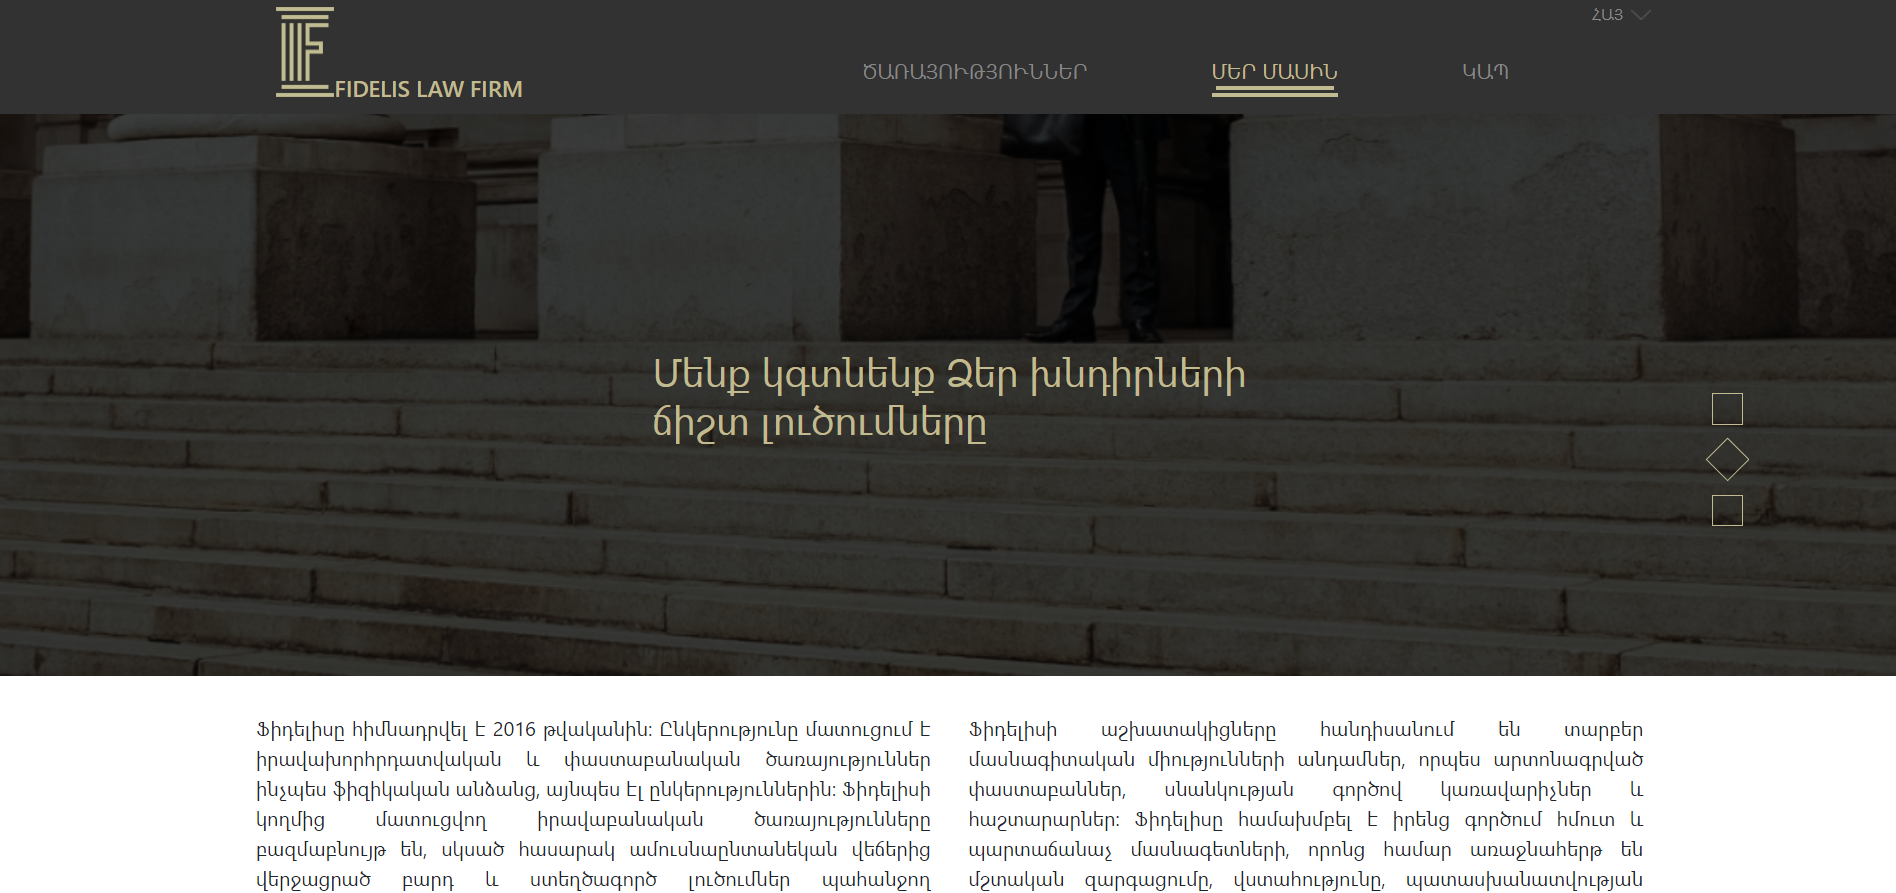 ՀԱՅ
FIDELIS LAW FIRM
ԾԱՌԱՅՈՒԹՅՈՒՆՆԵՐ
ՄԵՐ ՄԱՍԻՆ
ԿԱՊ
Մենք կգտնենք Ձեր խնդիրների
ճիշտ լուծումները
Ֆիդելիսը հիմնադրվել է 2016 թվականին: Ընկերությունը մատուցում է
իրավախորհրդատվական և փաստաբանական ծառայություններ
ինչպես ֆիզիկական անձանց, այնպես էլ ընկերություններին: Ֆիդելիսի
կողմից մատուցվող իրավաբանական ծառայությունները
բազմաբնույթ են, սկսած հասարակ ամուսնաընտանեկան վեճերից
վերջացրած բարդ և ստեղծագործ լուծումներ պահանջող
Ֆիդելիսի աշխատակիցները հանդիսանում են տարբեր
մասնագիտական միությունների անդամներ, որպես արտոնագրված
փաստաբաններ, սնանկության գործով կառավարիչներ և
հաշտարարներ: Ֆիդելիսը համախմբել է իրենց գործում հմուտ և
պարտաճանաչ մասնագետների, որոնց համար առաջնահերթ են
մշտական զարգացումը, վստահությունը, պատասխանատվության